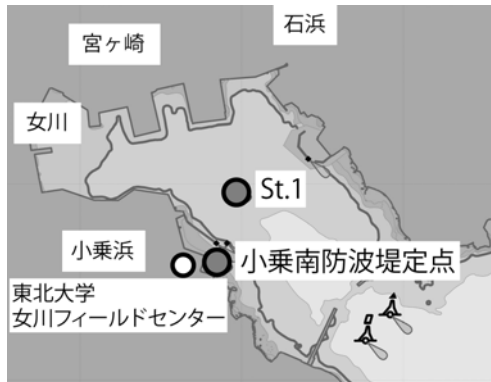 石浜
宮ヶ崎
女川
St.1
小乗浜
小乗南防波堤定点
東北大学
女川フィールドセンター